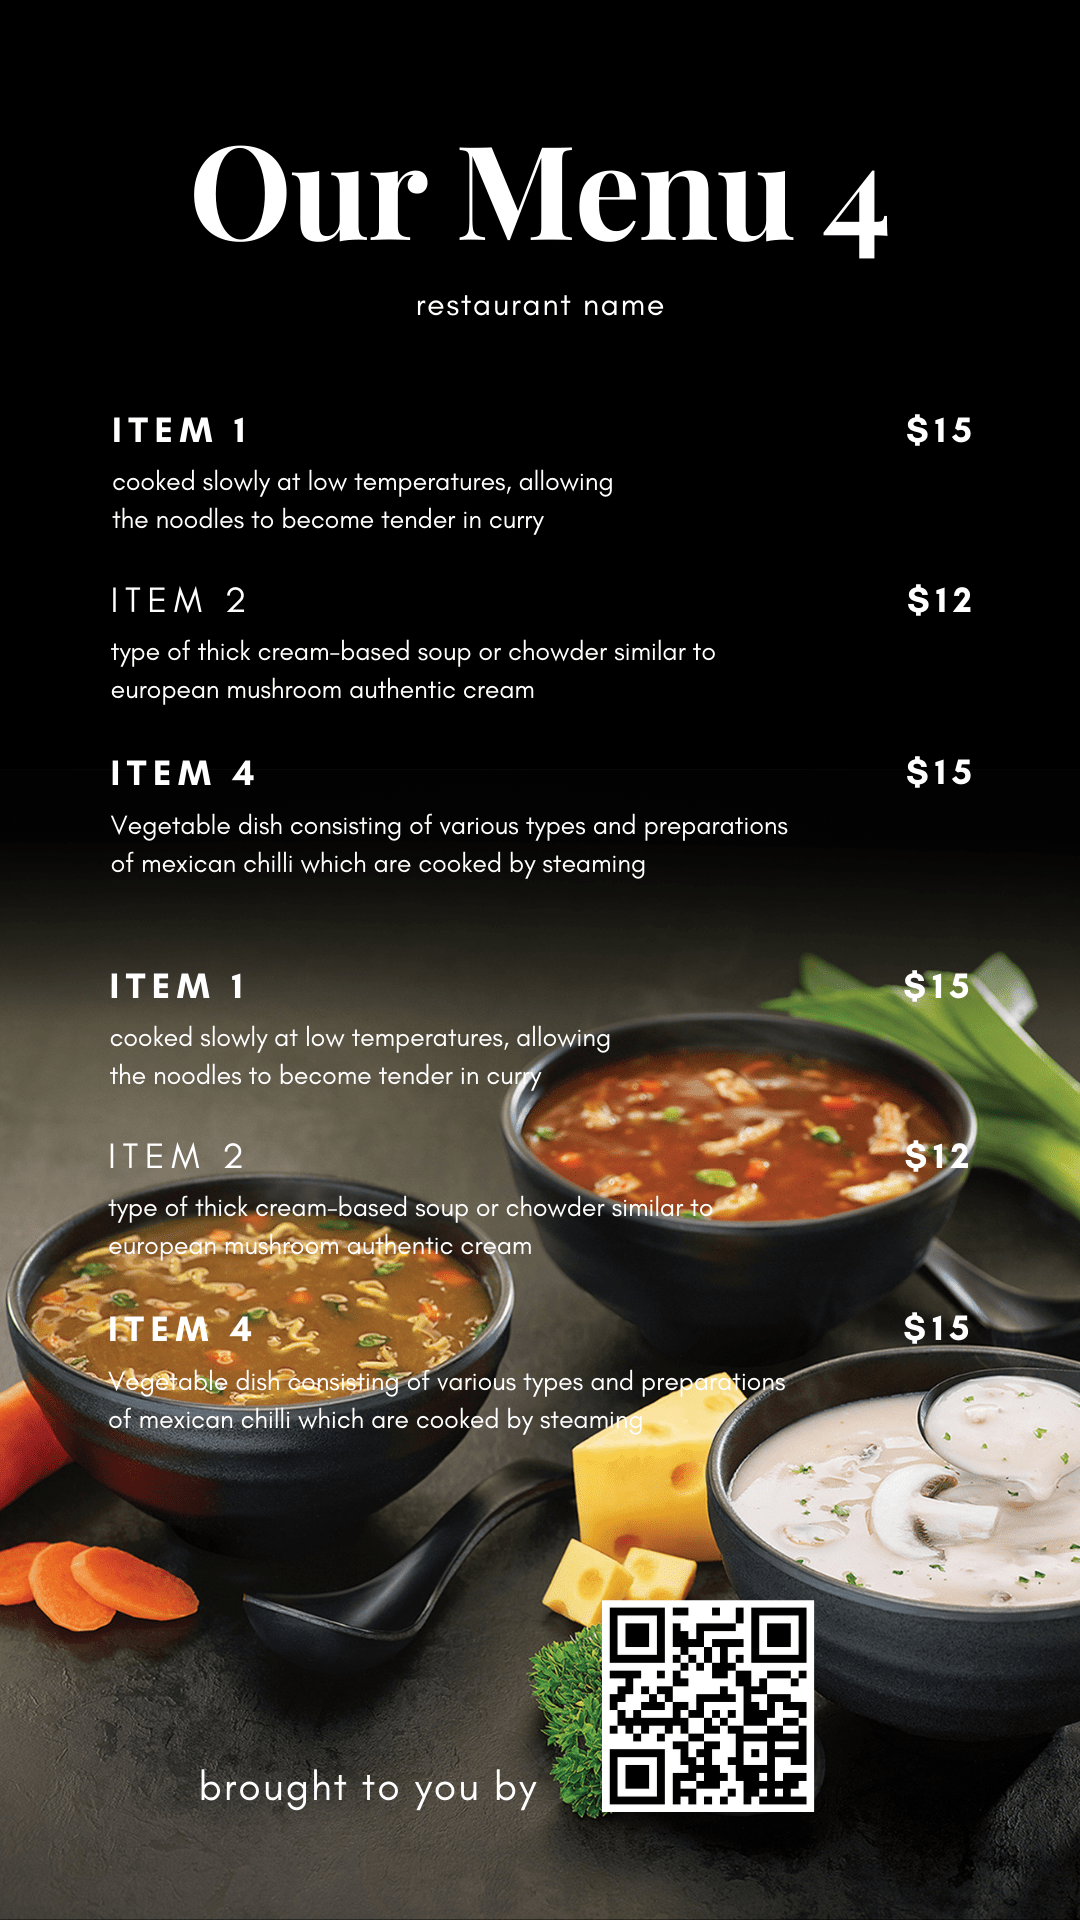 Our Menu 4
restaurant name
ITEM 1 $15
cooked slowly at low temperatures, allowing
the noodles to become tender in curry
ITEM 2 $12
type of thick cream-based soup or chowder similar to
european mushroom authentic cream
ITEM 4 $15
Vegetable dish consisting of various types and preparations
of mexican chilli which are cooked by steaming
ITEM 1 $15
cooked slowly at low temperatures, allowing
the noodles to become tender in curry
ITEM 2 $12
type of thick cream-based soup or chowder similar to
european mushroom authentic cream
ITEM 4 $15
Vegetable dish consisting of various types and preparations
of mexican chilli which are cooked by steaming
brought to you by